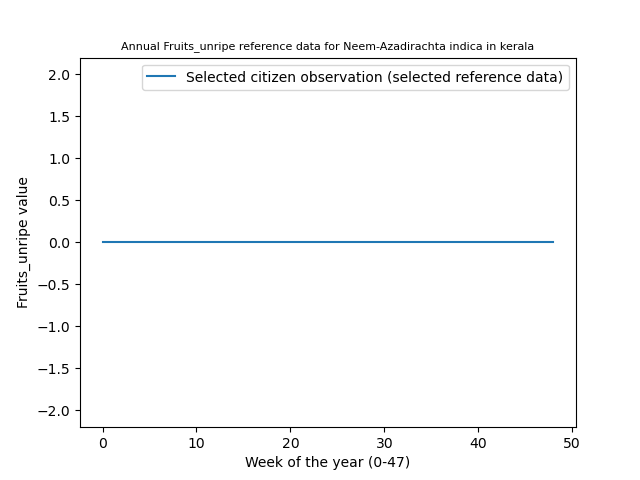 Annual Fruits_unripe reference data for Neem-Azadirachta indica in kerala
Selected citizen observation (selected reference data)
2.0
1.5
1.0
0.5
0.0
−0.5
−1.0
−1.5
−2.0
Fruits_unripe value
0 10 20 30 40 50
Week of the year (0-47)